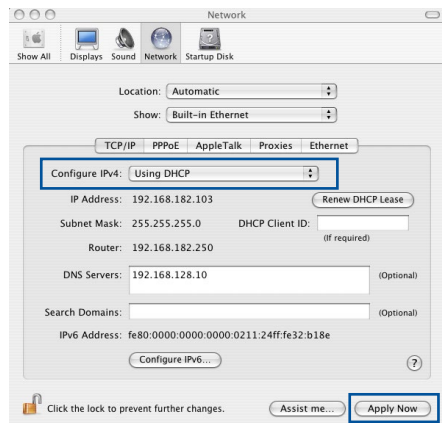 Network
Show All Displays Sound Network Startup Disk
Location: Automatic
Show: Built-in Ethernet
TCP/IP PPPoE AppleTalk Proxies Ethernet
Configure IPv4: Using DHCP
IP Address: 192.168.182.103 Renew DHCP Lease
Subnet Mask: 255.255.255.0 DHCP Client ID:
(If required)
Router: 192.168.182.250
DNS Servers: 192.168.128.10 (Optional)
Search Domains: (Optional)
IPv6 Address: fe80:0000:0000:0000:0211:24ff:fe32:b18e
Configure IPv6... ?
Click the lock to prevent further changes. Assist me... Apply Now